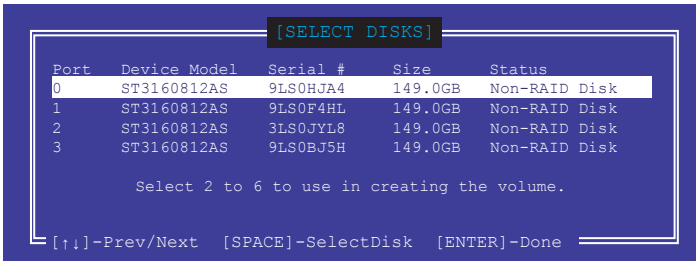 [SELECT DISKS]
Port Device Model Serial # Size Status
0 ST3160812AS 9LS0HJA4 149.0GB Non-RAID Disk
1 ST3160812AS 9LS0F4HL 149.0GB Non-RAID Disk
2 ST3160812AS 3LS0JYL8 149.0GB Non-RAID Disk
3 ST3160812AS 9LS0BJ5H 149.0GB Non-RAID Disk
Select 2 to 6 to use in creating the volume.
[↑↓]-Prev/Next [SPACE]-SelectDisk [ENTER]-Done